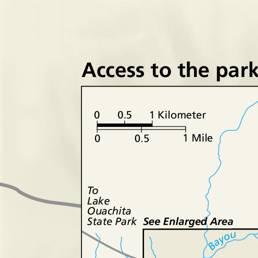 Access to the park
0 0.5 1 Kilometer
0 0.5 1 Mile
To
Lake
Ouachita
State Park
See Enlarged Area
Bayou